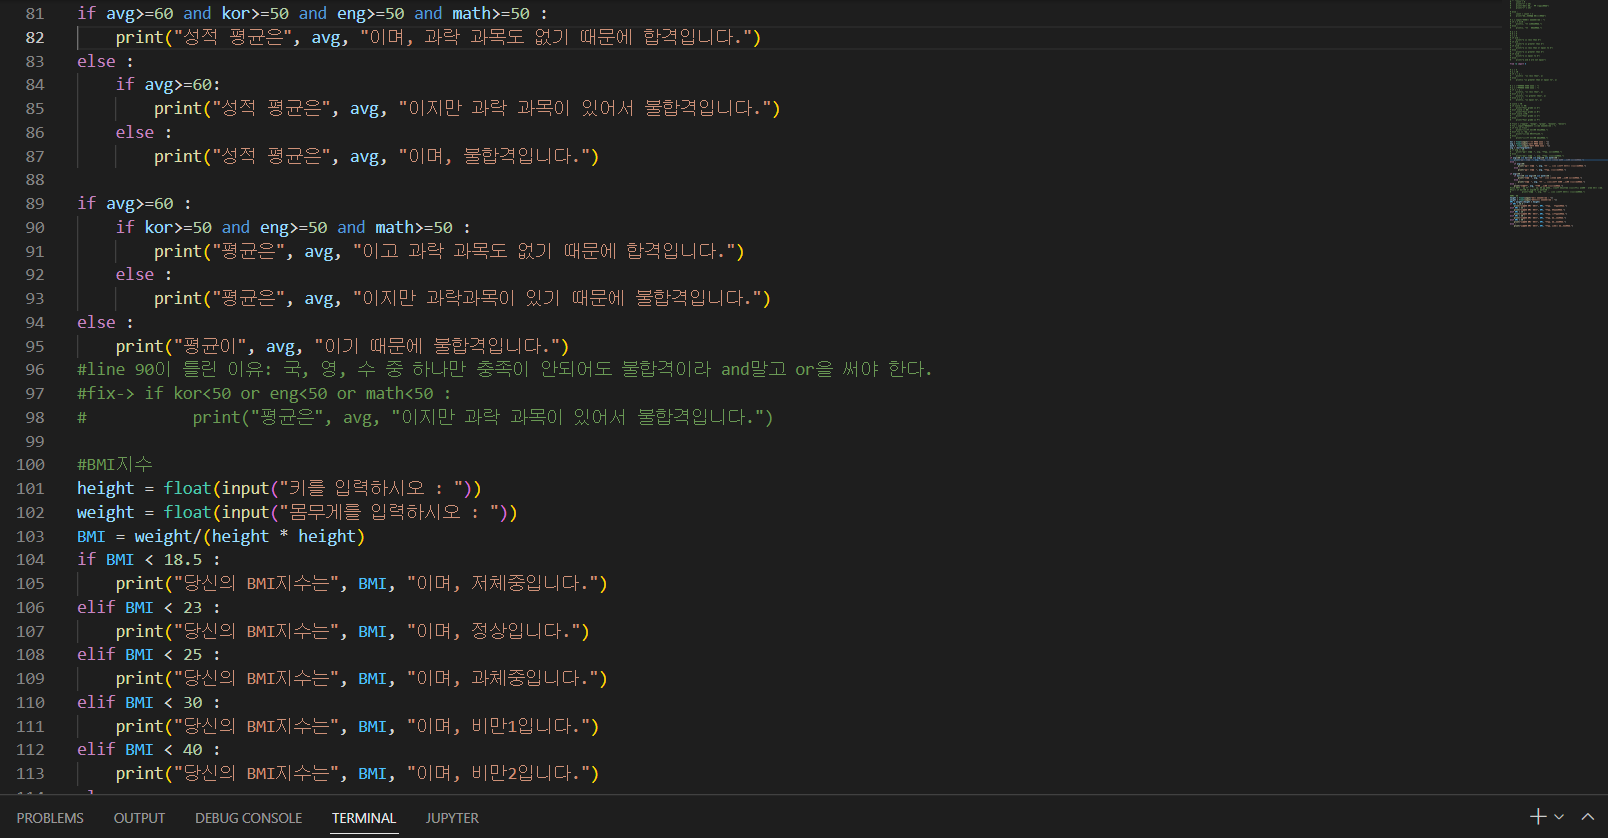 81 if avg>=60 and kor>=50 and eng>=50 and math>=50 :
82 print("성적 평균은", avg, "이며, 과락 과목도 없기 때문에 합격입니다.")
83 else :
84 if avg>=60:
85 print("성적 평균은", avg, "이지만 과락 과목이 있어서 불합격입니다.")
86 else :
87 print("성적 평균은", avg, "이며, 불합격입니다.")
88
89 if avg>=60 :
90 if kor>=50 and eng>=50 and math>=50 :
91 print("평균은", avg, "이고 과락 과목도 없기 때문에 합격입니다.")
92 else :
93 print("평균은", avg, "이지만 과락과목이 있기 때문에 불합격입니다.")
94 else :
95 print("평균이", avg, "이기 때문에 불합격입니다.")
96 #line 90이 틀린 이유: 국, 영, 수 중 하나만 충족이 안되어도 불합격이라 and말고 or을 써야 한다.
97 #fix-> if kor<50 or eng<50 or math<50 :
98 # print("평균은", avg, "이지만 과락 과목이 있어서 불합격입니다.")
99
100 #BMI지수
101 height = float(input("키를 입력하시오 : "))
102 weight = float(input("몸무게를 입력하시오 : "))
103 BMI = weight/(height * height)
104 if BMI < 18.5 :
105 print("당신의 BMI지수는", BMI, "이며, 저체중입니다.")
106 elif BMI < 23 :
107 print("당신의 BMI지수는", BMI, "이며, 정상입니다.")
108 elif BMI < 25 :
109 print("당신의 BMI지수는", BMI, "이며, 과체중입니다.")
110 elif BMI < 30 :
111 print("당신의 BMI지수는", BMI, "이며, 비만1입니다.")
112 elif BMI < 40 :
113 print("당신의 BMI지수는", BMI, "이며, 비만2입니다.")
PROBLEMS OUTPUT DEBUG CONSOLE TERMINAL JUPYTER